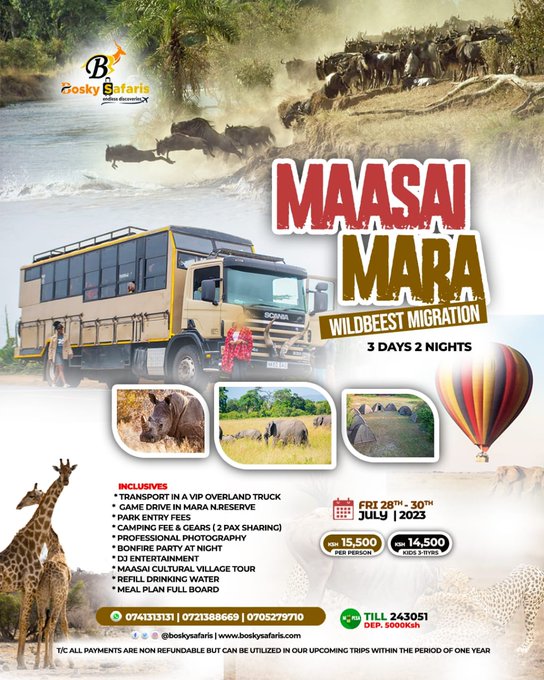 B
Bosky Safaris
endless discoveries
MAASAI
MARA
WILDBEEST MIGRATION
3 DAYS 2 NIGHTS
SCANIA
INCLUSIVES
* TRANSPORT IN A VIP OVERLAND TRUCK
* GAME DRIVE IN MARA N.RESERVE
* PARK ENTRY FEES
* CAMPING FEE & GEARS ( 2 PAX SHARING)
* PROFESSIONAL PHOTOGRAPHY
* BONFIRE PARTY AT NIGHT
* DJ ENTERTAINMENT
* MAASAI CULTURAL VILLAGE TOUR
* REFILL DRINKING WATER
* MEAL PLAN FULL BOARD
FRI 28TH - 30TH
JULY | 2023
KSH 15,500
PER PERSON
KSH 14,500
KIDS 3-11YRS
0741313131 | 0721388669 | 0705279710
@boskysafaris | www.boskysafaris.com
TILL 243051
DEP. 5000Ksh
T/C ALL PAYMENTS ARE NON REFUNDABLE BUT CAN BE UTILIZED IN OUR UPCOMING TRIPS WITHIN THE PERIOD OF ONE YEAR